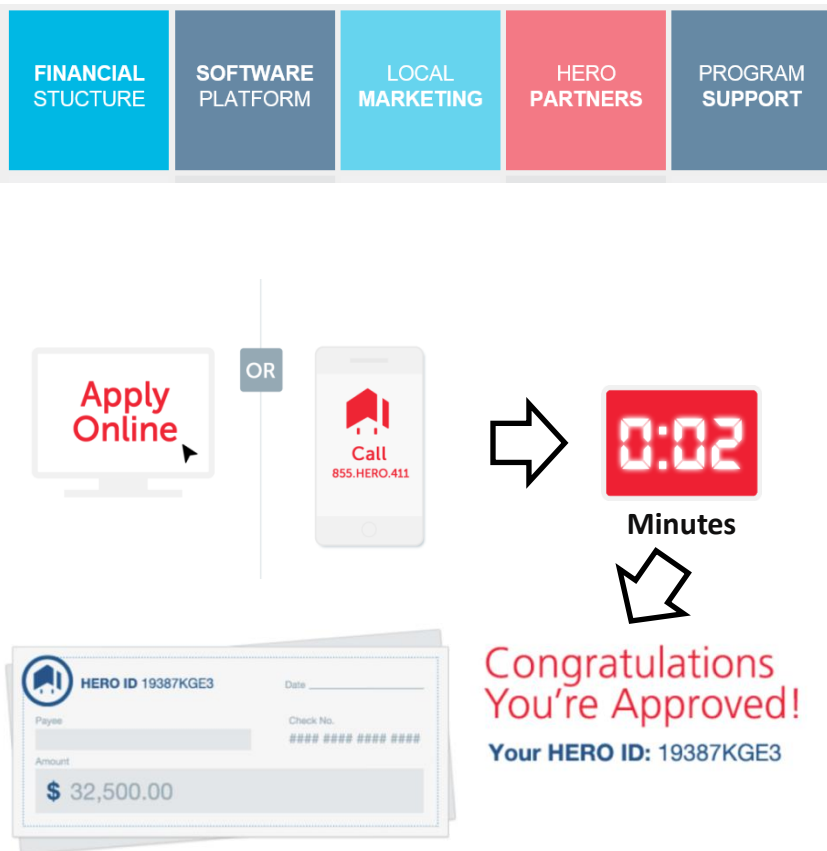 FINANCIAL
STUCTURE
SOFTWARE
PLATFORM
LOCAL
MARKETING
HERO
PARTNERS
PROGRAM
SUPPORT
Apply
Online
OR
Call
855.HERO.411
0:02
Minutes
Congratulations
You're Approved!
Your HERO ID: 19387KGE3
HERO ID 19387KGE3
Date
Payee
Check No.
#### #### #### ####
Amount
$ 32,500.00